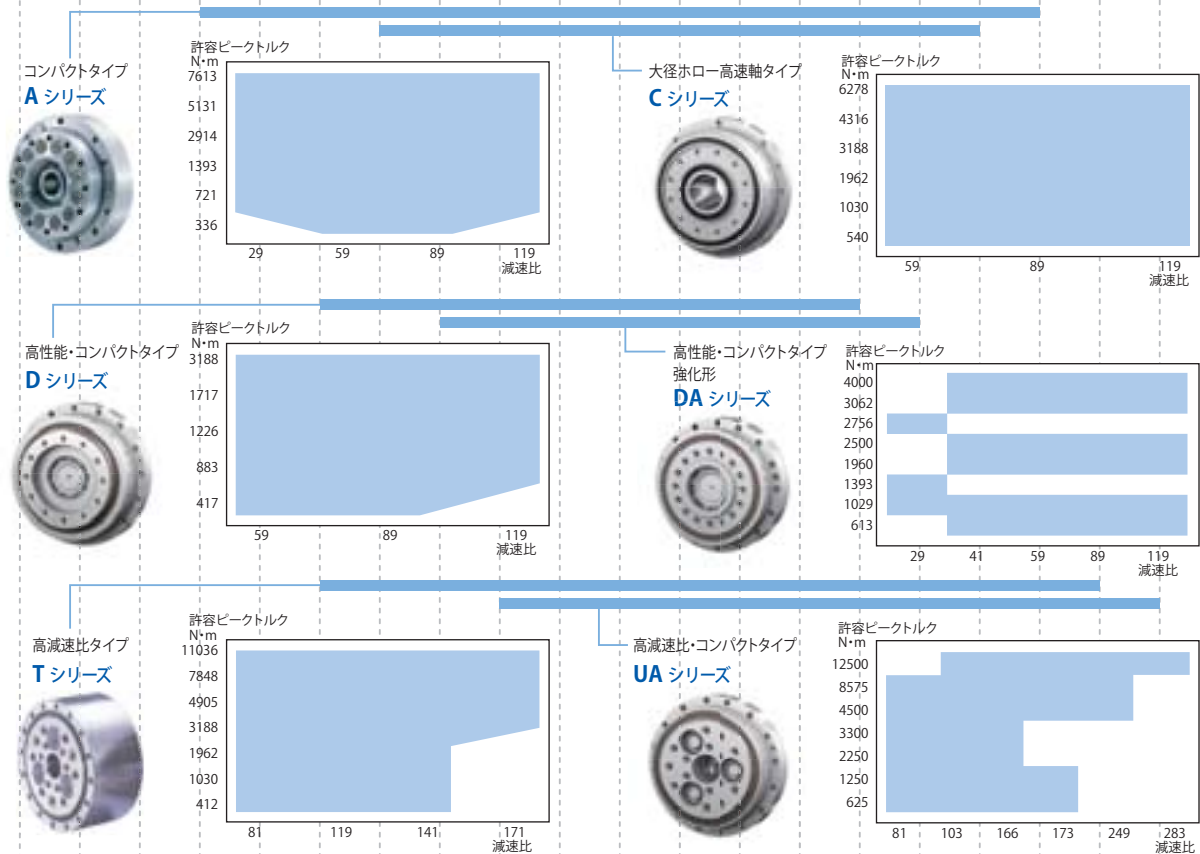 コンパクトタイプ
A シリーズ
許容ピークトルク
N・m
7613
5131
2914
1393
721
336
29 59 89 119
減速比
大径ホロー高速軸タイプ
C シリーズ
許容ピークトルク
N・m
6278
4316
3188
1962
1030
540
59 89 119
減速比
高性能・コンパクトタイプ
D シリーズ
許容ピークトルク
N・m
3188
1717
1226
883
417
59 89 119
減速比
高性能・コンパクトタイプ
強化形
DA シリーズ
許容ピークトルク
N・m
4000
3062
2756
2500
1960
1393
1029
613
29 41 59 89 119
減速比
高減速比タイプ
T シリーズ
許容ピークトルク
N・m
11036
7848
4905
3188
1962
1030
412
81 119 141 171
減速比
高減速比・コンパクトタイプ
UA シリーズ
許容ピークトルク
N・m
12500
8575
4500
3300
2250
1250
625
81 103 166 173 249 283
減速比